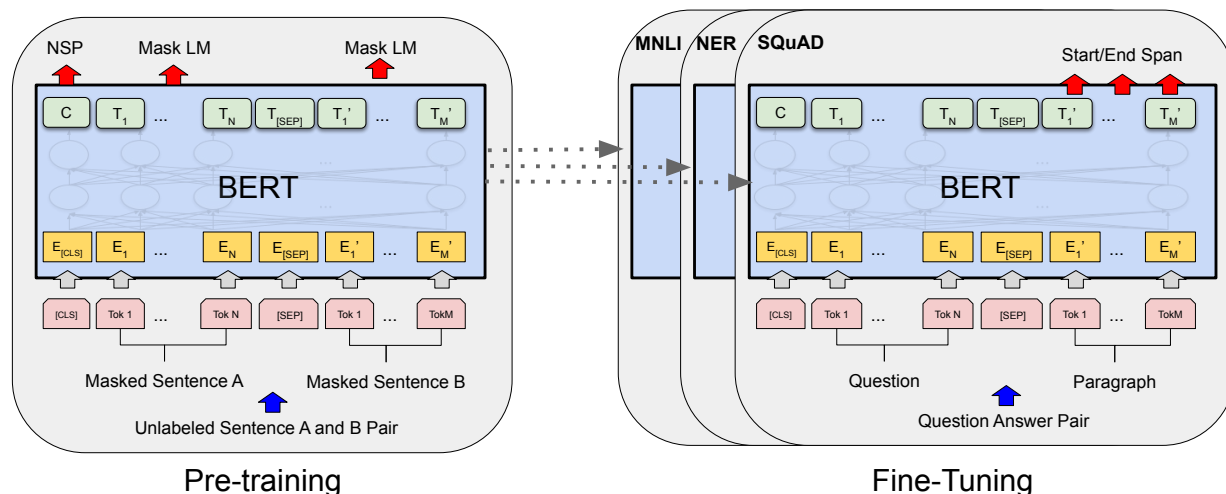 NSP Mask LM Mask LM
C T1 ... TN T[SEP] T1' ... TM'
...
...
BERT
E[CLS] E1 ... EN E[SEP] E1' ... EM'
[CLS] Tok 1 ... Tok N [SEP] Tok 1 ... TokM
Masked Sentence A Masked Sentence B
Unlabeled Sentence A and B Pair
Pre-training
MNLI NER SQuAD
Start/End Span
C T1 ... TN T[SEP] T1' ... TM'
...
...
BERT
E[CLS] E1 ... EN E[SEP] E1' ... EM'
[CLS] Tok 1 ... Tok N [SEP] Tok 1 ... TokM
Question Paragraph
Question Answer Pair
Fine-Tuning